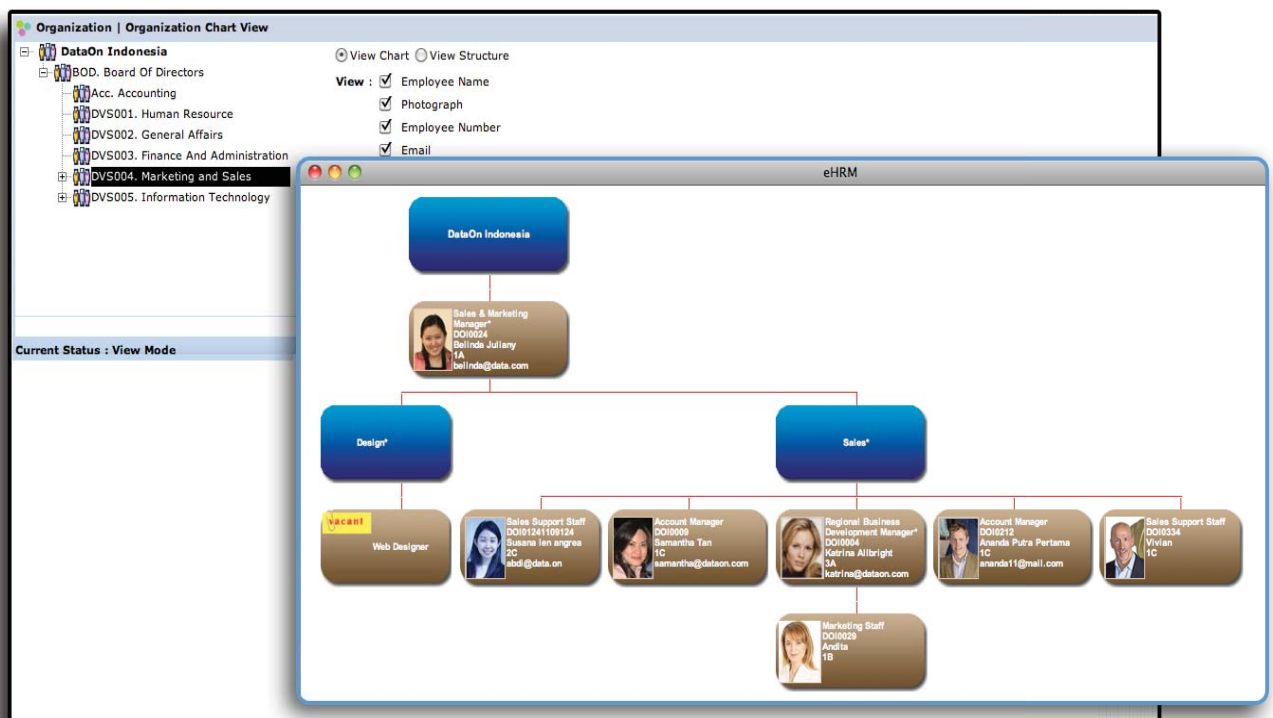 Organization | Organization Chart View
DataOn Indonesia
BOD. Board Of Directors
Acc. Accounting
DVS001. Human Resource
DVS002. General Affairs
DVS003. Finance And Administration
DVS004. Marketing and Sales
DVS005. Information Technology
View Chart View Structure
View : Employee Name
Photograph
Employee Number
Email
Current Status : View Mode
eHRM
DataOn Indonesia
Sales & Marketing
Manager*
DOI0024
Belinda Juliany
1A
belinda@data.com
Design*
Sales*
vacant
Web Designer
Sales Support Staff
DOI01241109124
Susana len angrea
2C
abdi@data.on
Account Manager
DOI0009
Samantha Tan
1C
samantha@dataon.com
Regional Business
Development Manager*
DOI0004
Katrina Allbright
3A
katrina@dataon.com
Account Manager
DOI0212
Ananda Putra Pertama
1C
ananda11@mail.com
Sales Support Staff
DOI0334
Vivian
1C
Marketing Staff
DOI0029
Andita
1B